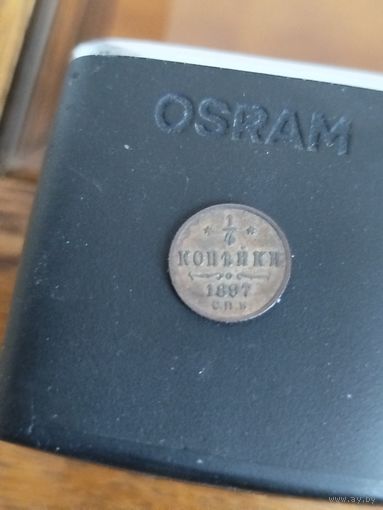 OSRAM
* 1/4 *
КОПѢЙКИ
1897
С.П.Б
www.ay.by